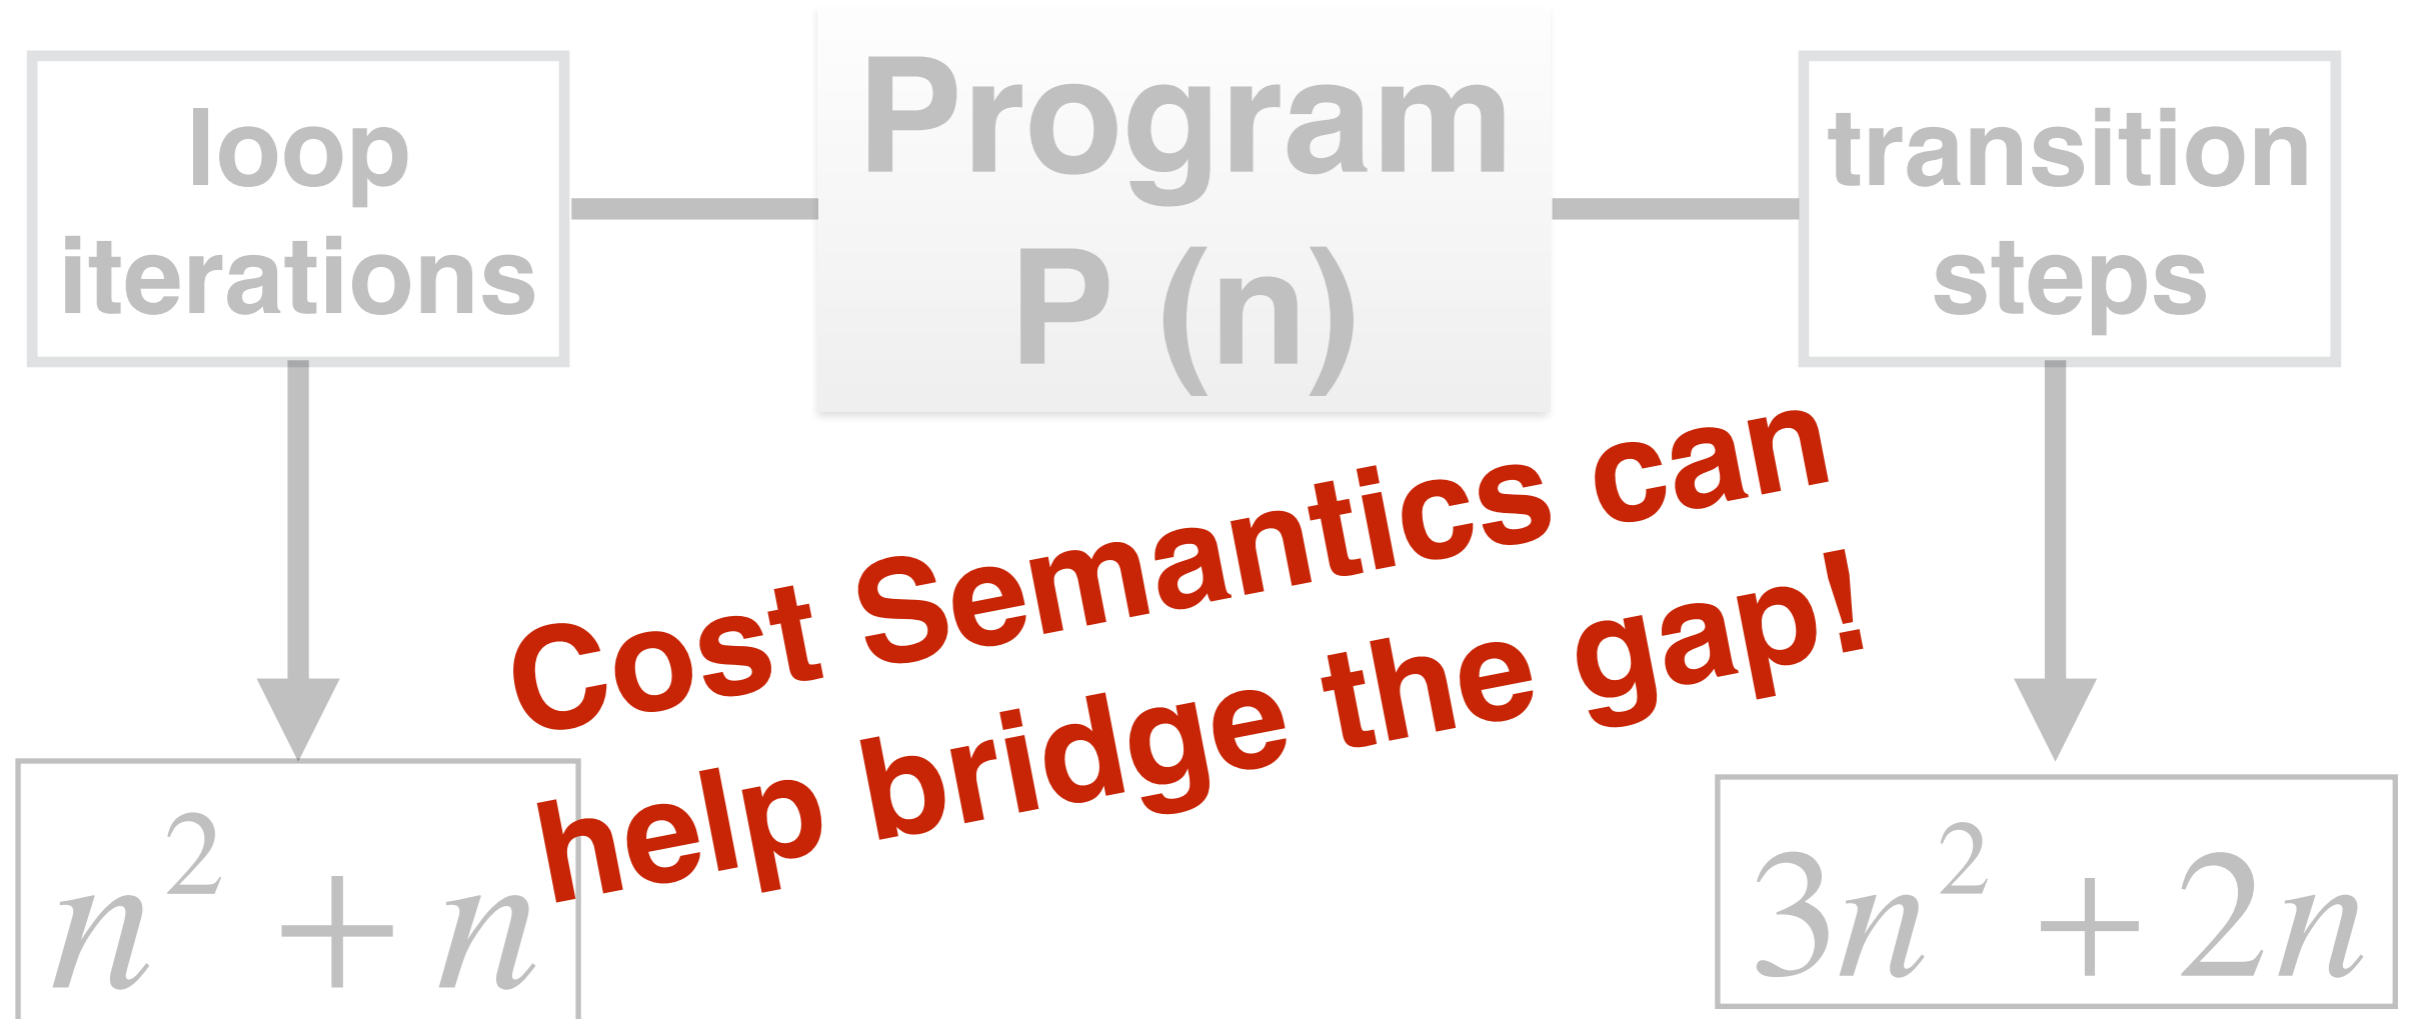 loop
iterations
Program
P (n)
transition
steps
Cost Semantics can
help bridge the gap!
n² + n
3n² + 2n